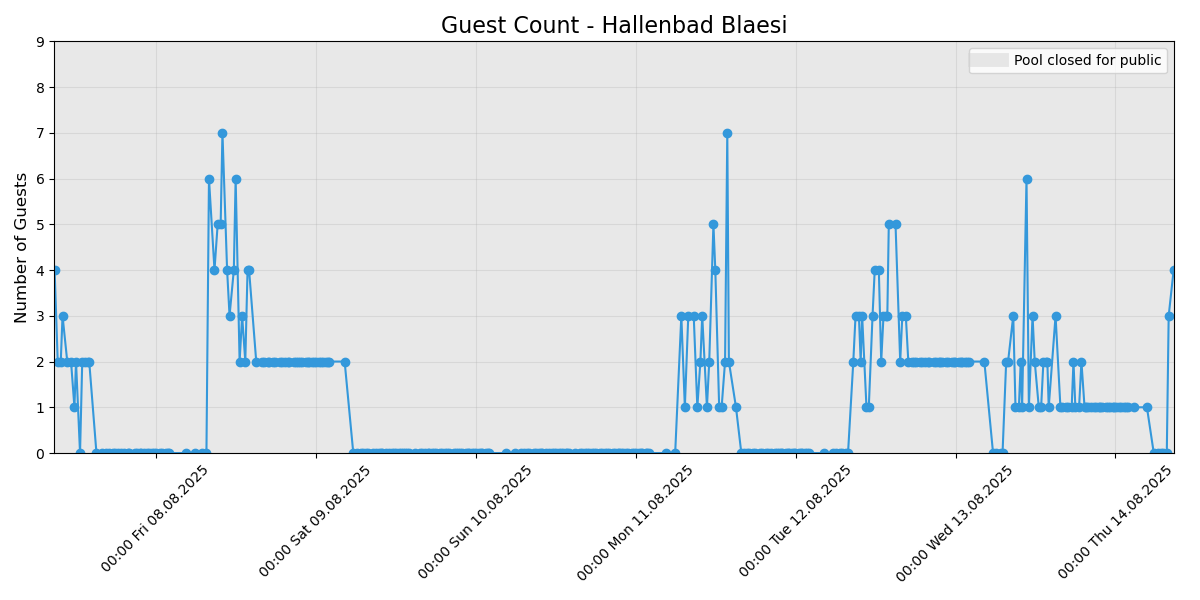 Guest Count - Hallenbad Blaesi
Pool closed for public
Number of Guests
9
8
7
6
5
4
3
2
1
0
00:00 Fri 08.08.2025
00:00 Sat 09.08.2025
00:00 Sun 10.08.2025
00:00 Mon 11.08.2025
00:00 Tue 12.08.2025
00:00 Wed 13.08.2025
00:00 Thu 14.08.2025